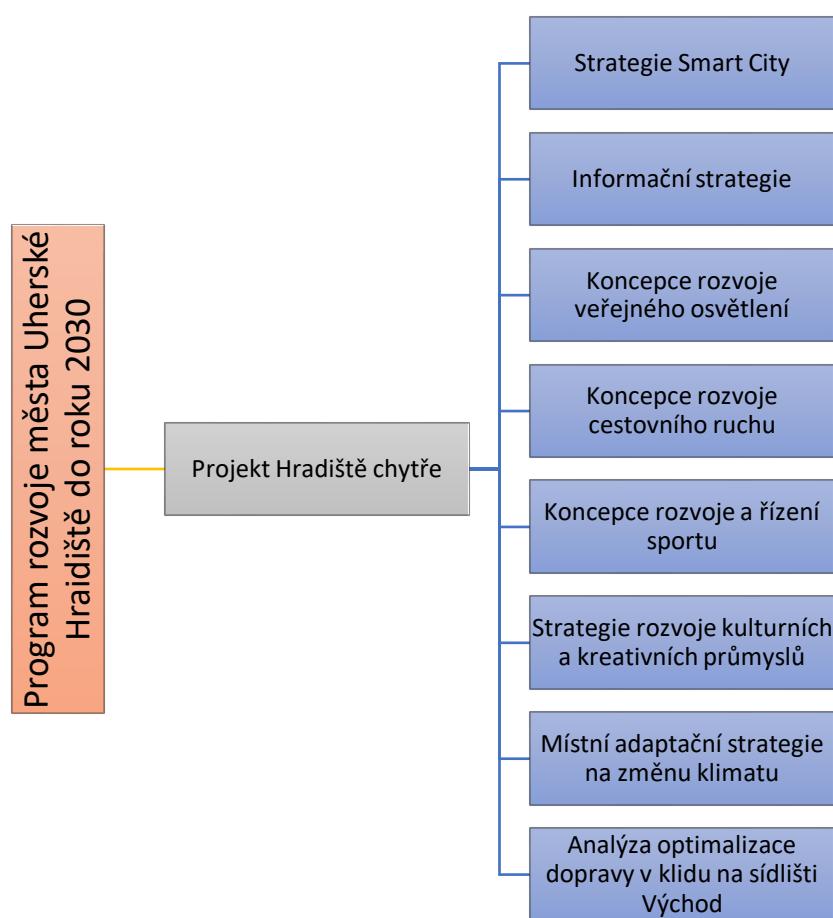 Program rozvoje města Uherské
Hraidiště do roku 2030
Projekt Hradiště chytře
Strategie Smart City
Informační strategie
Koncepce rozvoje
veřejného osvětlení
Koncepce rozvoje
cestovního ruchu
Koncepce rozvoje a řízení
sportu
Strategie rozvoje kulturních
a kreativních průmyslů
Místní adaptační strategie
na změnu klimatu
Analýza optimalizace
dopravy v klidu na sídlišti
Východ